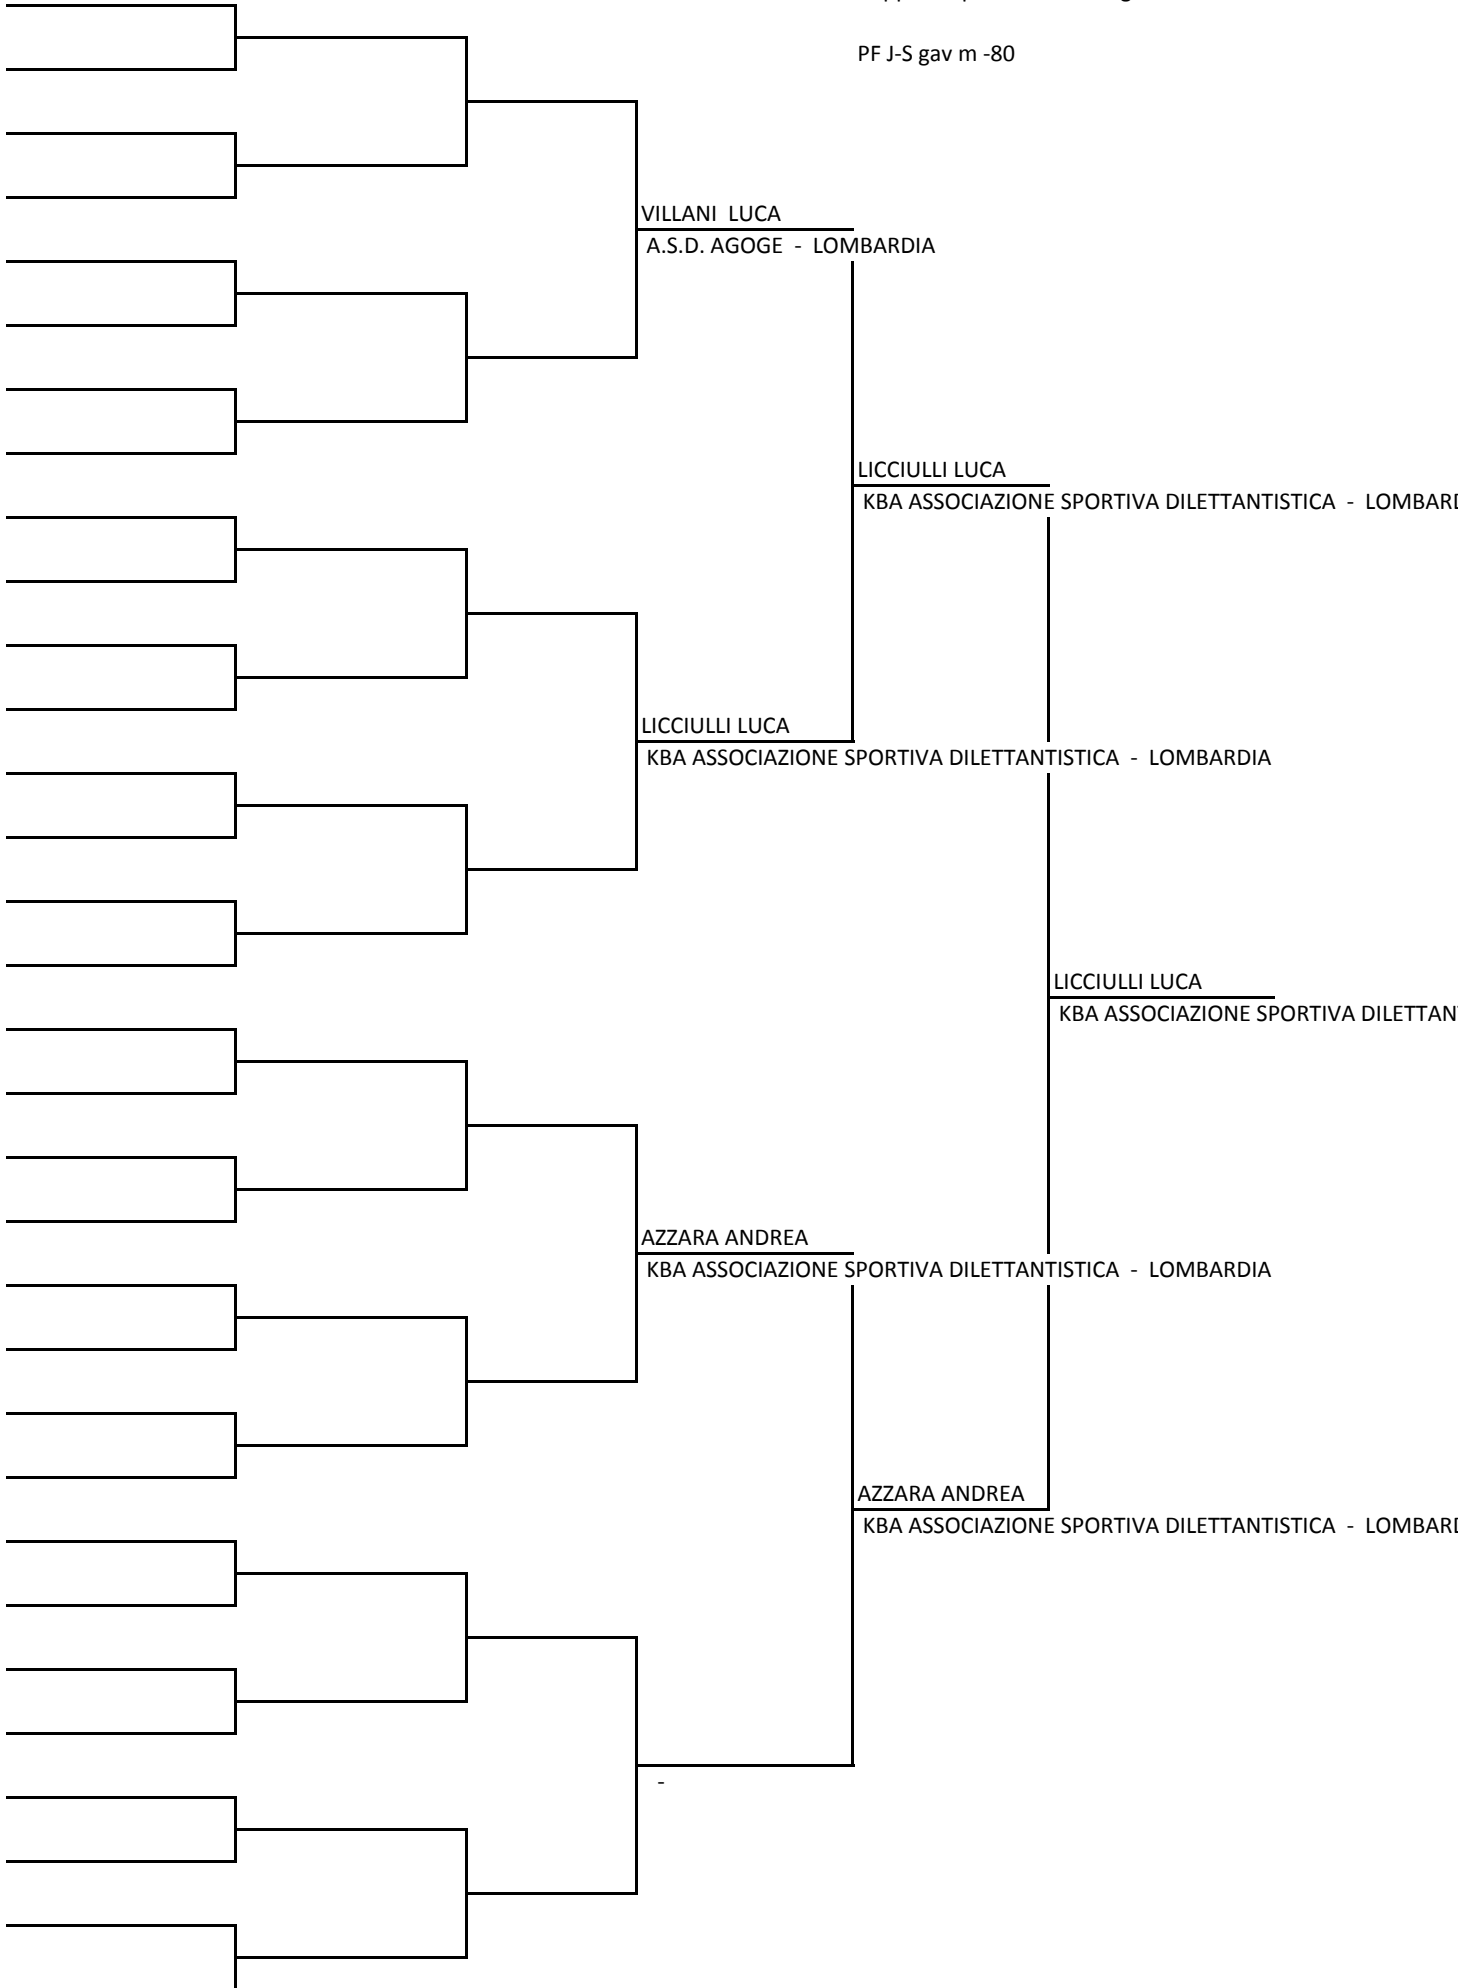 PF J-S gav m -80
VILLANI  LUCA
A.S.D. AGOGE  -  LOMBARDIA
LICCIULLI LUCA
KBA ASSOCIAZIONE SPORTIVA DILETTANTISTICA  -  LOMBARD
LICCIULLI LUCA
KBA ASSOCIAZIONE SPORTIVA DILETTANTISTICA  -  LOMBARDIA
LICCIULLI LUCA
KBA ASSOCIAZIONE SPORTIVA DILETTAN
AZZARA ANDREA
KBA ASSOCIAZIONE SPORTIVA DILETTANTISTICA  -  LOMBARDIA
AZZARA ANDREA
KBA ASSOCIAZIONE SPORTIVA DILETTANTISTICA  -  LOMBARD
-